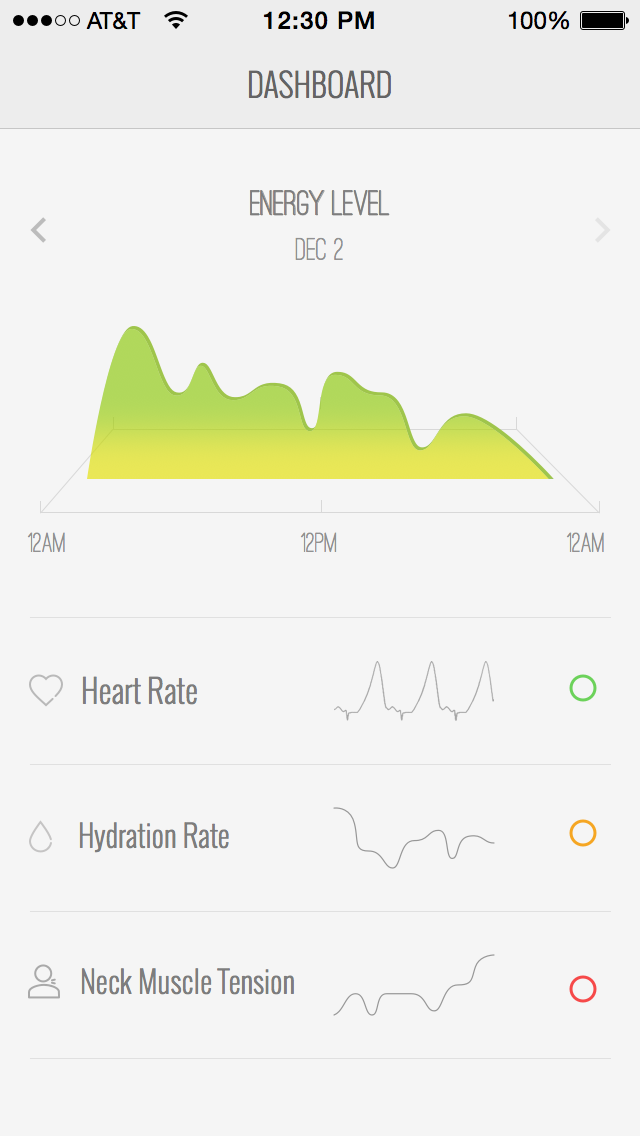 AT&T 12:30 PM 100%
DASHBOARD
ENERGY LEVEL
DEC 2
12AM 12PM 12AM
Heart Rate
Hydration Rate
Neck Muscle Tension